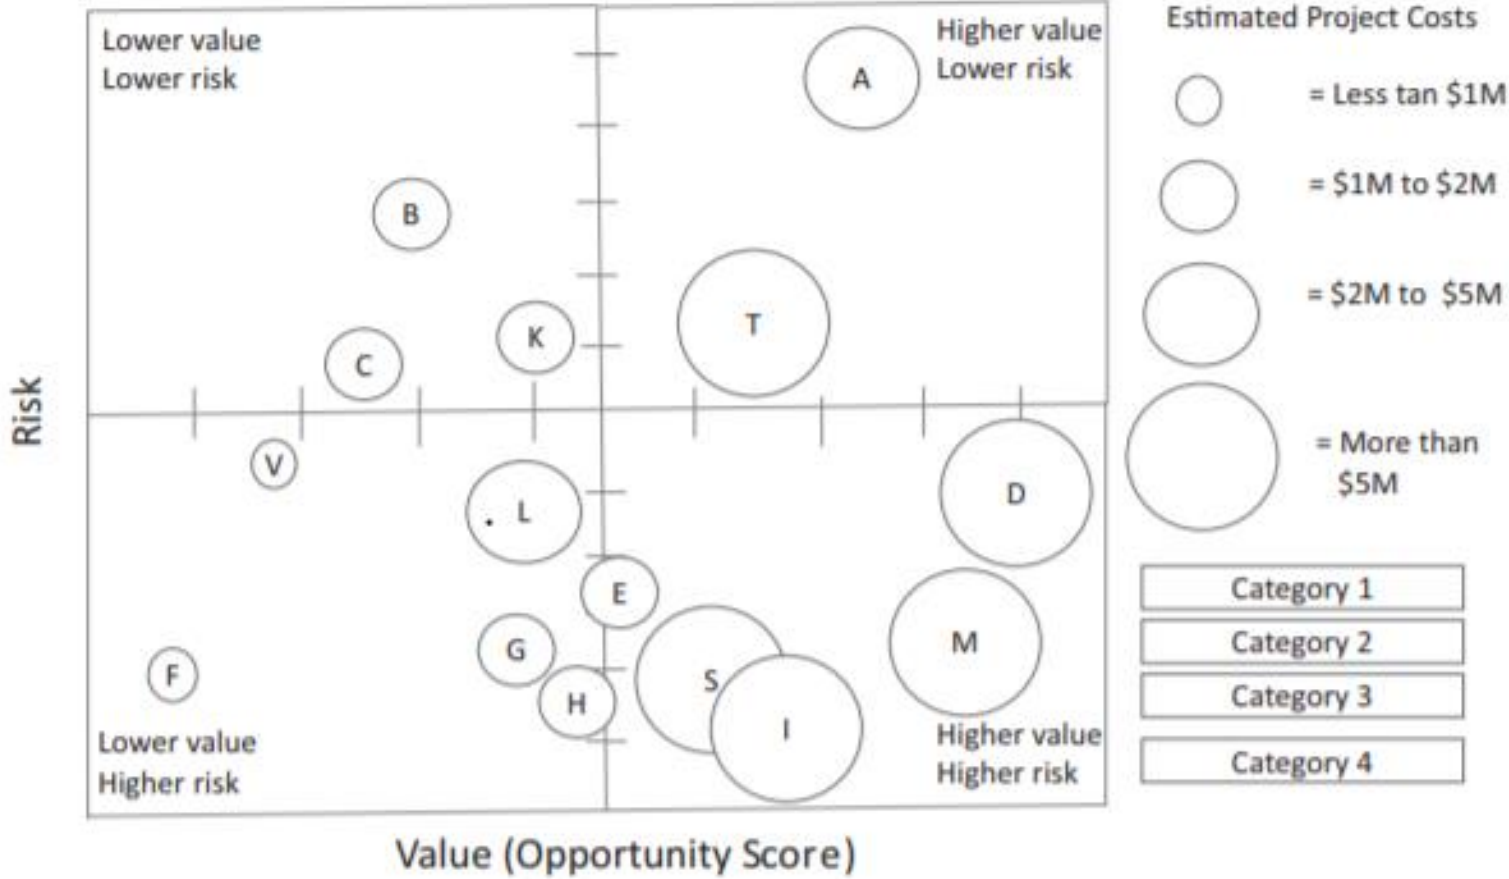 Lower value
Lower risk
Higher value
Lower risk
A
B
T
K
C
Risk
V
L
D
E
G
M
F
S
H
I
Lower value
Higher risk
Higher value
Higher risk
Value (Opportunity Score)
Estimated Project Costs
= Less tan $1M
= $1M to $2M
= $2M to $5M
= More than
$5M
Category 1
Category 2
Category 3
Category 4